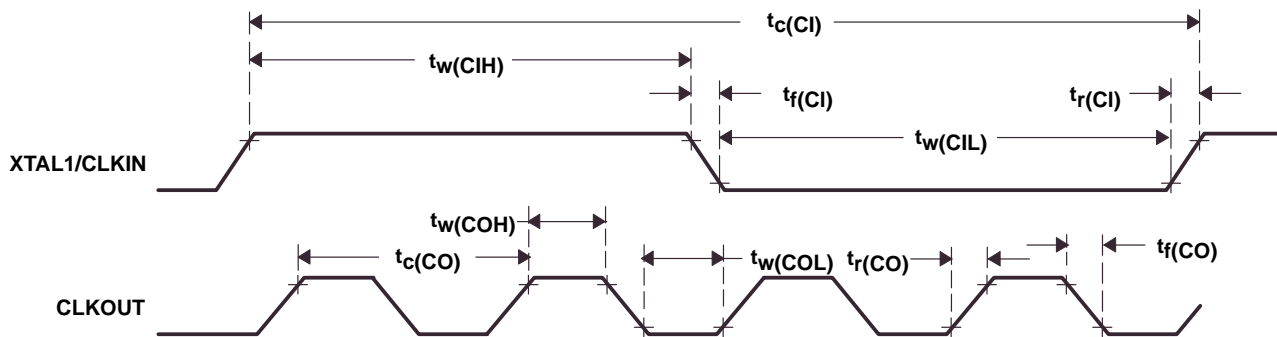 tc(CI)
tw(CIH)
tf(CI)
tr(CI)
tw(CIL)
XTAL1/CLKIN
tw(COH)
tc(CO)
tw(COL)
tr(CO)
tf(CO)
CLKOUT